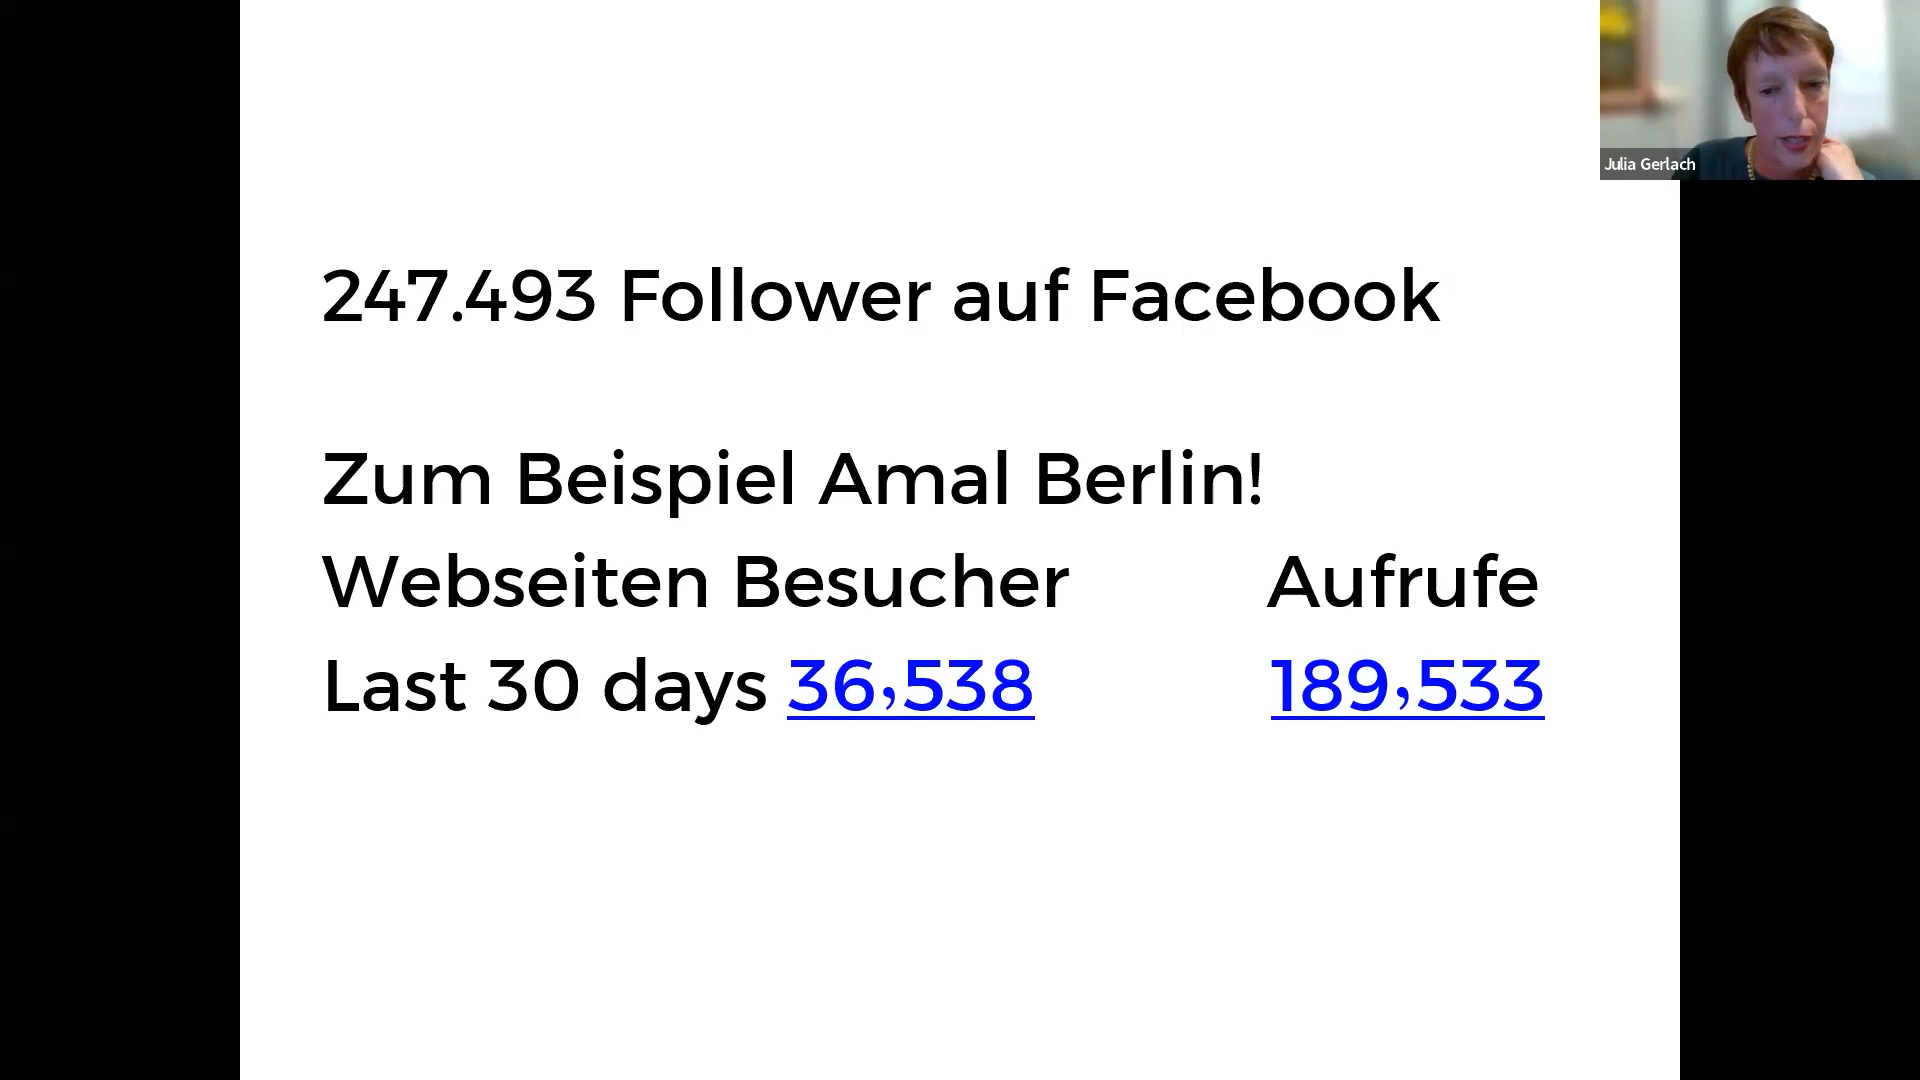 Julia Gerlach
247.493 Follower auf Facebook
Zum Beispiel Amal Berlin!
Webseiten Besucher Aufrufe
Last 30 days 36,538 189,533